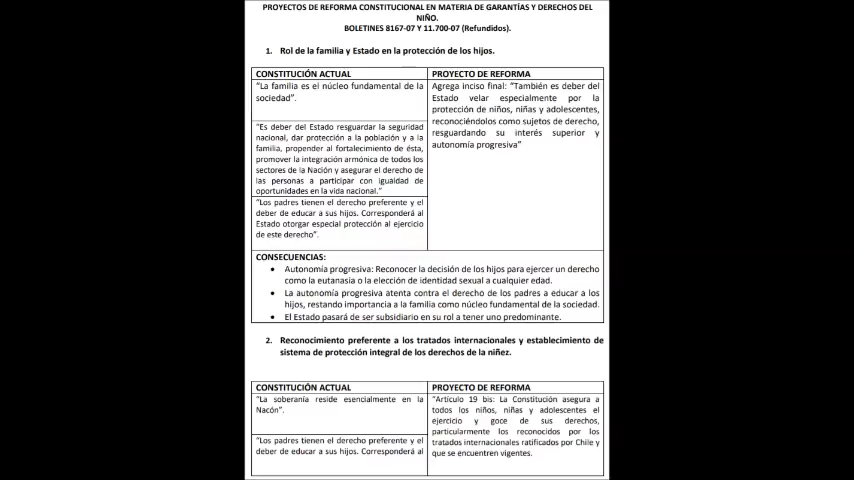 PROYECTOS DE REFORMA CONSTITUCIONAL EN MATERIA DE GARANTÍAS Y DERECHOS DEL
NIÑO.
BOLETINES 8167-07 Y 11.700-07 (Refundidos).
1. Rol de la familia y Estado en la protección de los hijos.
CONSTITUCIÓN ACTUAL
"La familia es el núcleo fundamental de la
sociedad".
"Es deber del Estado resguardar la seguridad
nacional, dar protección a la población y a la
familia, propender al fortalecimiento de ésta,
promover la integración armónica de todos los
sectores de la Nación y asegurar el derecho de
las personas a participar con igualdad de
oportunidades en la vida nacional."
"Los padres tienen el derecho preferente y el
deber de educar a sus hijos. Corresponderá al
Estado otorgar especial protección al ejercicio
de este derecho".
PROYECTO DE REFORMA
Agrega inciso final: "También es deber del
Estado velar especialmente por la
protección de niños, niñas y adolescentes,
reconociéndolos como sujetos de derecho,
resguardando su interés superior y
autonomía progresiva"
CONSECUENCIAS:
• Autonomía progresiva: Reconocer la decisión de los hijos para ejercer un derecho
como la eutanasia o la elección de identidad sexual a cualquier edad.
• La autonomía progresiva atenta contra el derecho de los padres a educar a los
hijos, restando importancia a la familia como núcleo fundamental de la sociedad.
• El Estado pasará de ser subsidiario en su rol a tener uno predominante.
2. Reconocimiento preferente a los tratados internacionales y establecimiento de
sistema de protección integral de los derechos de la niñez.
CONSTITUCIÓN ACTUAL
"La soberanía reside esencialmente en la
Nacón".
"Los padres tienen el derecho preferente y el
deber de educar a sus hijos. Corresponderá al
PROYECTO DE REFORMA
"Artículo 19 bis: La Constitución asegura a
todos los niños, niñas y adolescentes el
ejercicio y goce de sus derechos,
particularmente los reconocidos por los
tratados internacionales ratificados por Chile y
que se encuentren vigentes.